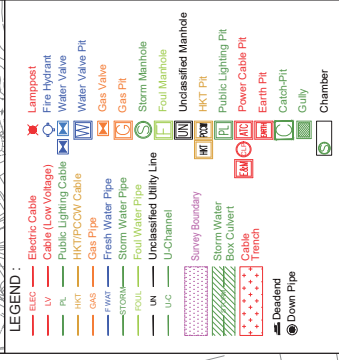 LEGEND :
ELEC Electric Cable
LV Cable (Low Voltage)
PL Public Lighting Cable
HKT HKT/PCCW Cable
GAS Gas Pipe
F WAT Fresh Water Pipe
STORM Storm Water Pipe
FOUL Foul Water Pipe
UN Unclassified Utility Line
U-C U-Channel
Survey Boundary
Storm Water
Box Culvert
Cable
Trench
Deadend
Down Pipe
Lamppost
Fire Hydrant
Water Valve
W Water Valve Pit
Gas Valve
G Gas Pit
S Storm Manhole
F Foul Manhole
UN Unclassified Manhole
HKT PCCW HKT Pit
PL Public Lighting Pit
E&M CLP ATC Power Cable Pit
EARTH Earth Pit
C Catch-Pit
Gully
S Chamber